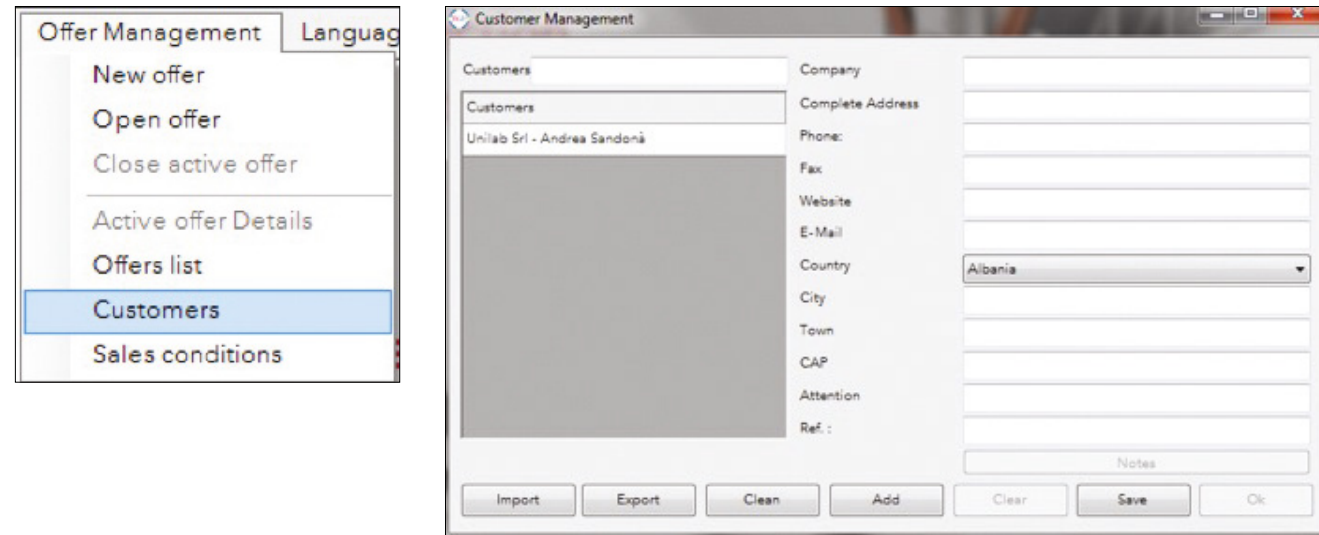 Offer Management Languag
New offer
Open offer
Close active offer
Active offer Details
Offers list
Customers
Sales conditions
Customer Management
Customers
Customers
Unilab Srl - Andrea Sandonà
Company
Complete Address
Phone:
Fax
Website
E-Mail
Country Albania
City
Town
CAP
Attention
Ref. :
Notes
Import Export Clean Add Clear Save Ok